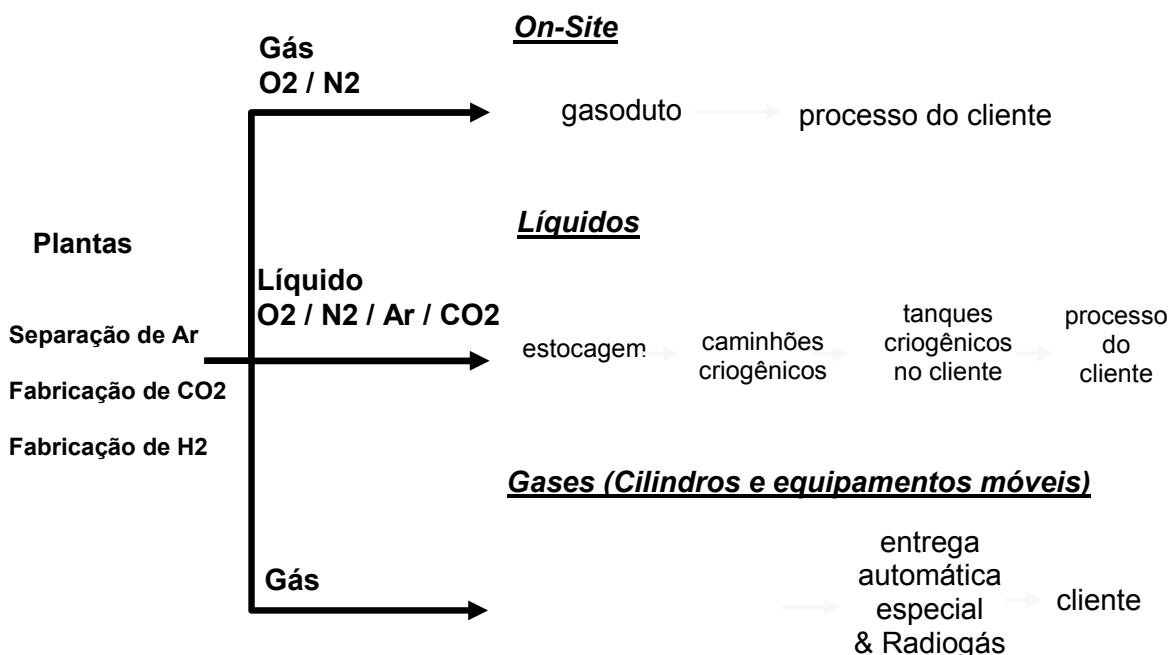 On-Site
Gás
O2 / N2
gasoduto
processo do cliente
Líquidos
Plantas
Líquido
O2 / N2 / Ar / CO2
Separação de Ar
Fabricação de CO2
Fabricação de H2
estocagem
caminhões
criogênicos
tanques
criogênicos
no cliente
processo
do
cliente
Gases (Cilindros e equipamentos móveis)
Gás
entrega
automática
especial
& Radiogás
cliente